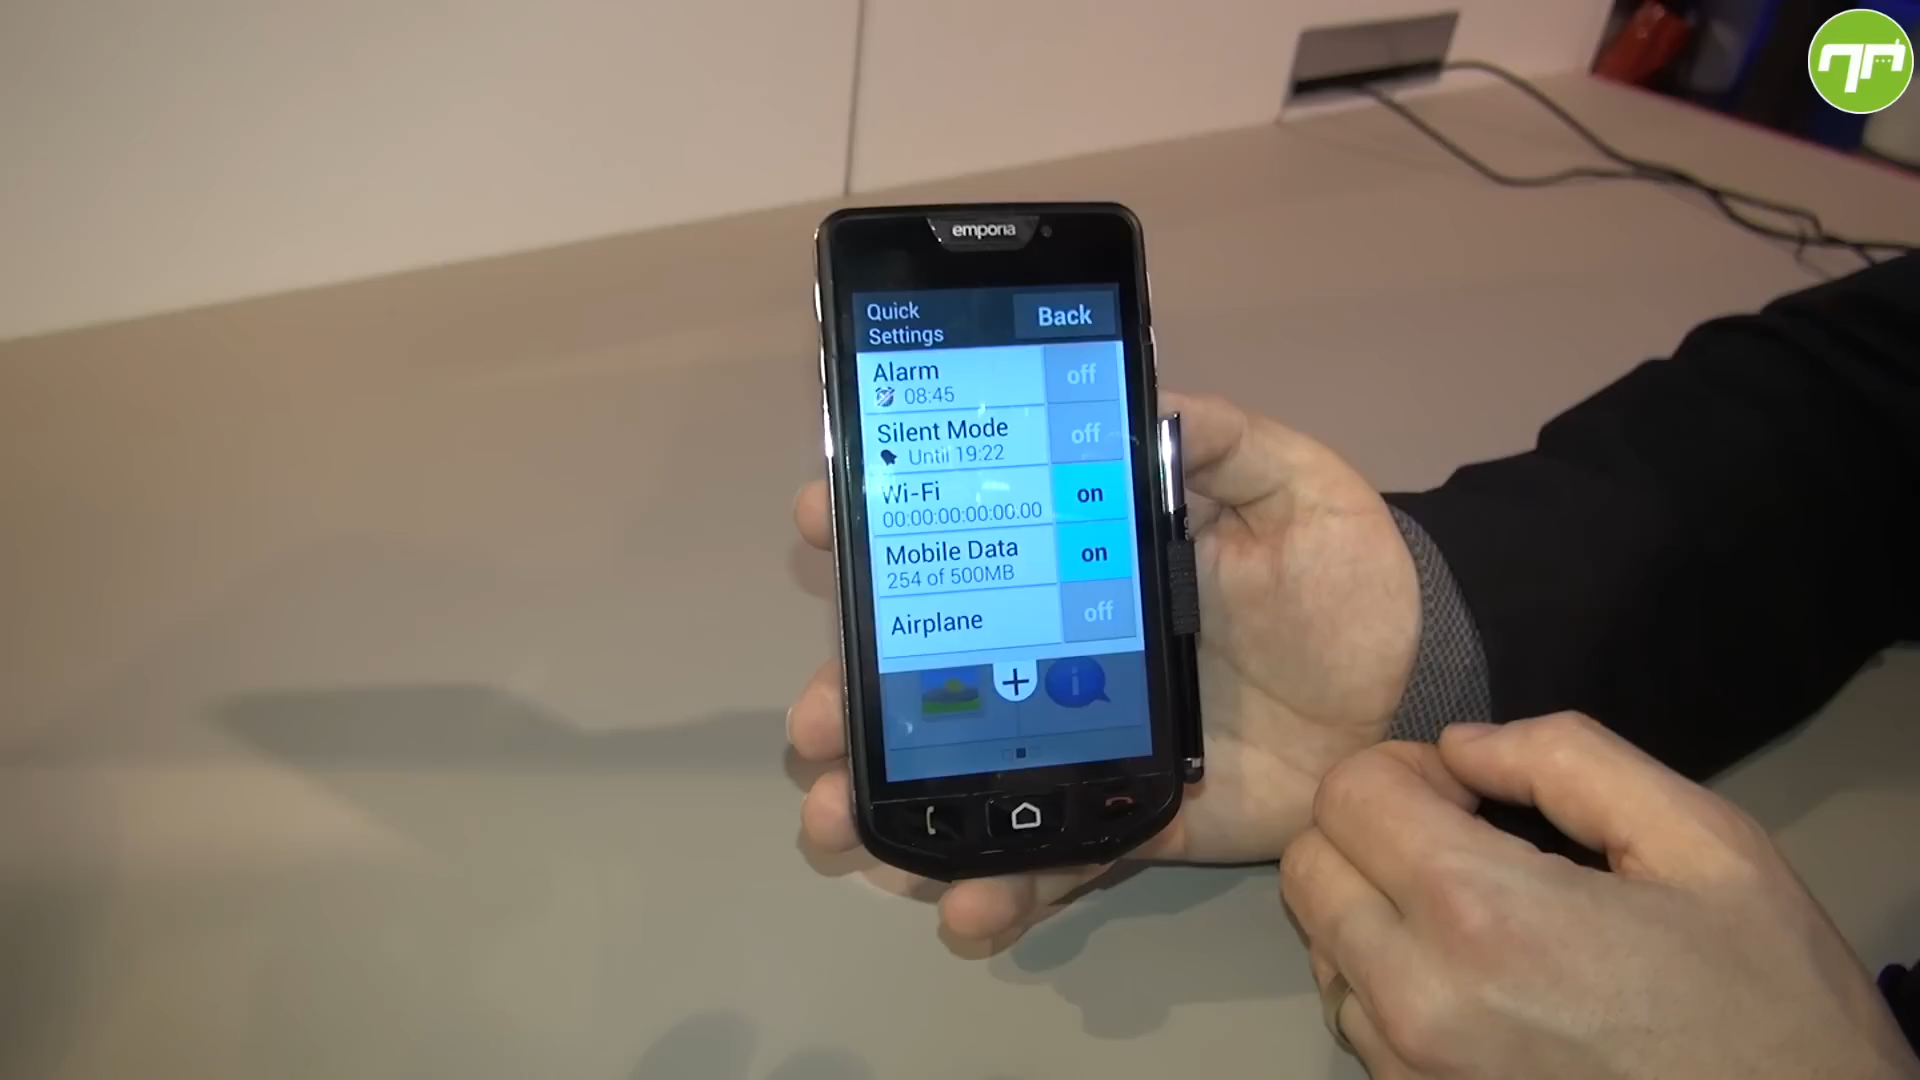 emporia
Quick
Settings
Back
Alarm
08:45
off
Silent Mode
Until 19:22
off
Wi-Fi
00:00:00:00:00.00
on
Mobile Data
254 of 500MB
on
Airplane
off